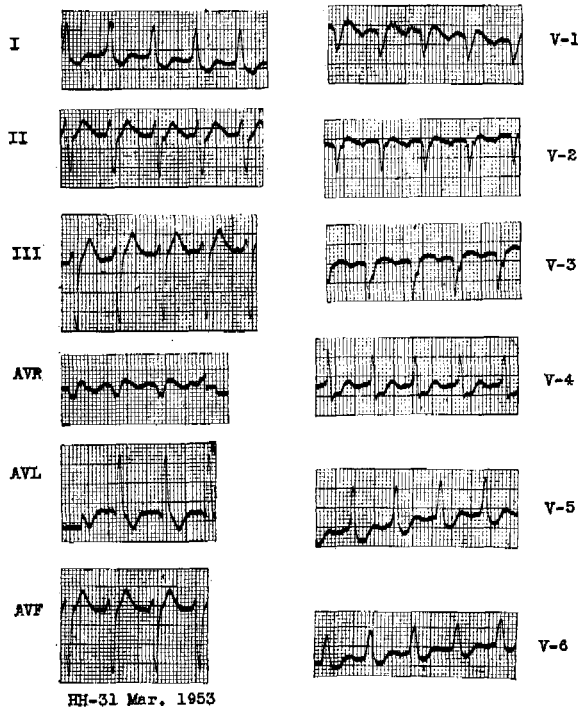 I
II
III
AVR
AVL
AVF
V-1
V-2
V-3
V-4
V-5
V-6
HH-31 Mar. 1953